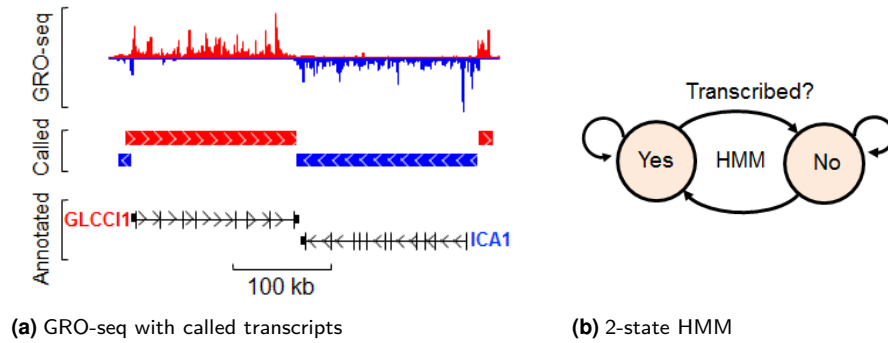 GRO-seq
Called
Annotated
GLCCI1
ICA1
100 kb
(a) GRO-seq with called transcripts
Transcribed?
Yes
HMM
No
(b) 2-state HMM